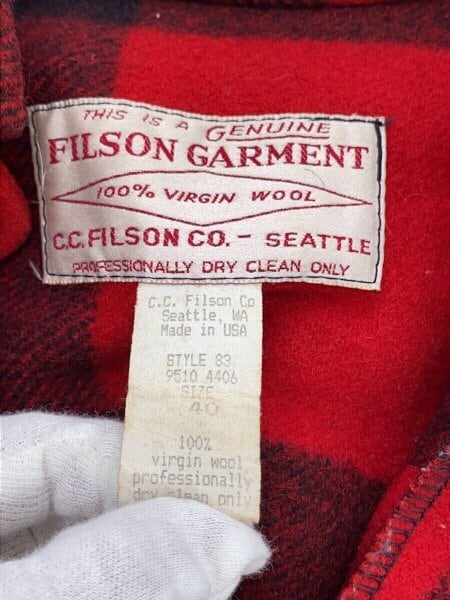 THIS IS A GENUINE
FILSON GARMENT
100% VIRGIN WOOL
C.C. FILSON CO. - SEATTLE
PROFESSIONALLY DRY CLEAN ONLY
C.C. Filson Co
Seattle, WA
Made in USA
STYLE 83
9510 4406
SIZE
40
100%
virgin wool
professionally
dry clean only